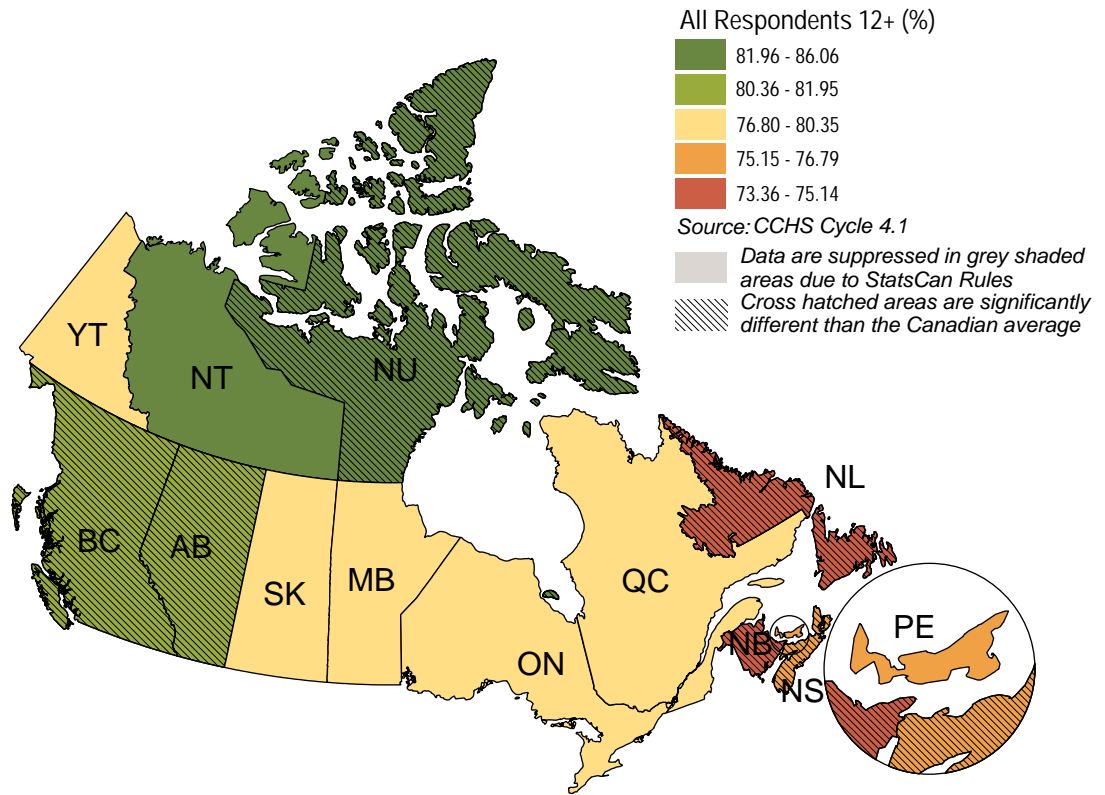 All Respondents 12+ (%)
81.96 - 86.06
80.36 - 81.95
76.80 - 80.35
75.15 - 76.79
73.36 - 75.14
Source: CCHS Cycle 4.1
Data are suppressed in grey shaded
areas due to StatsCan Rules
Cross hatched areas are significantly
different than the Canadian average
YT
NT
NU
NL
BC
AB
SK
MB
QC
ON
NB
NS
PE